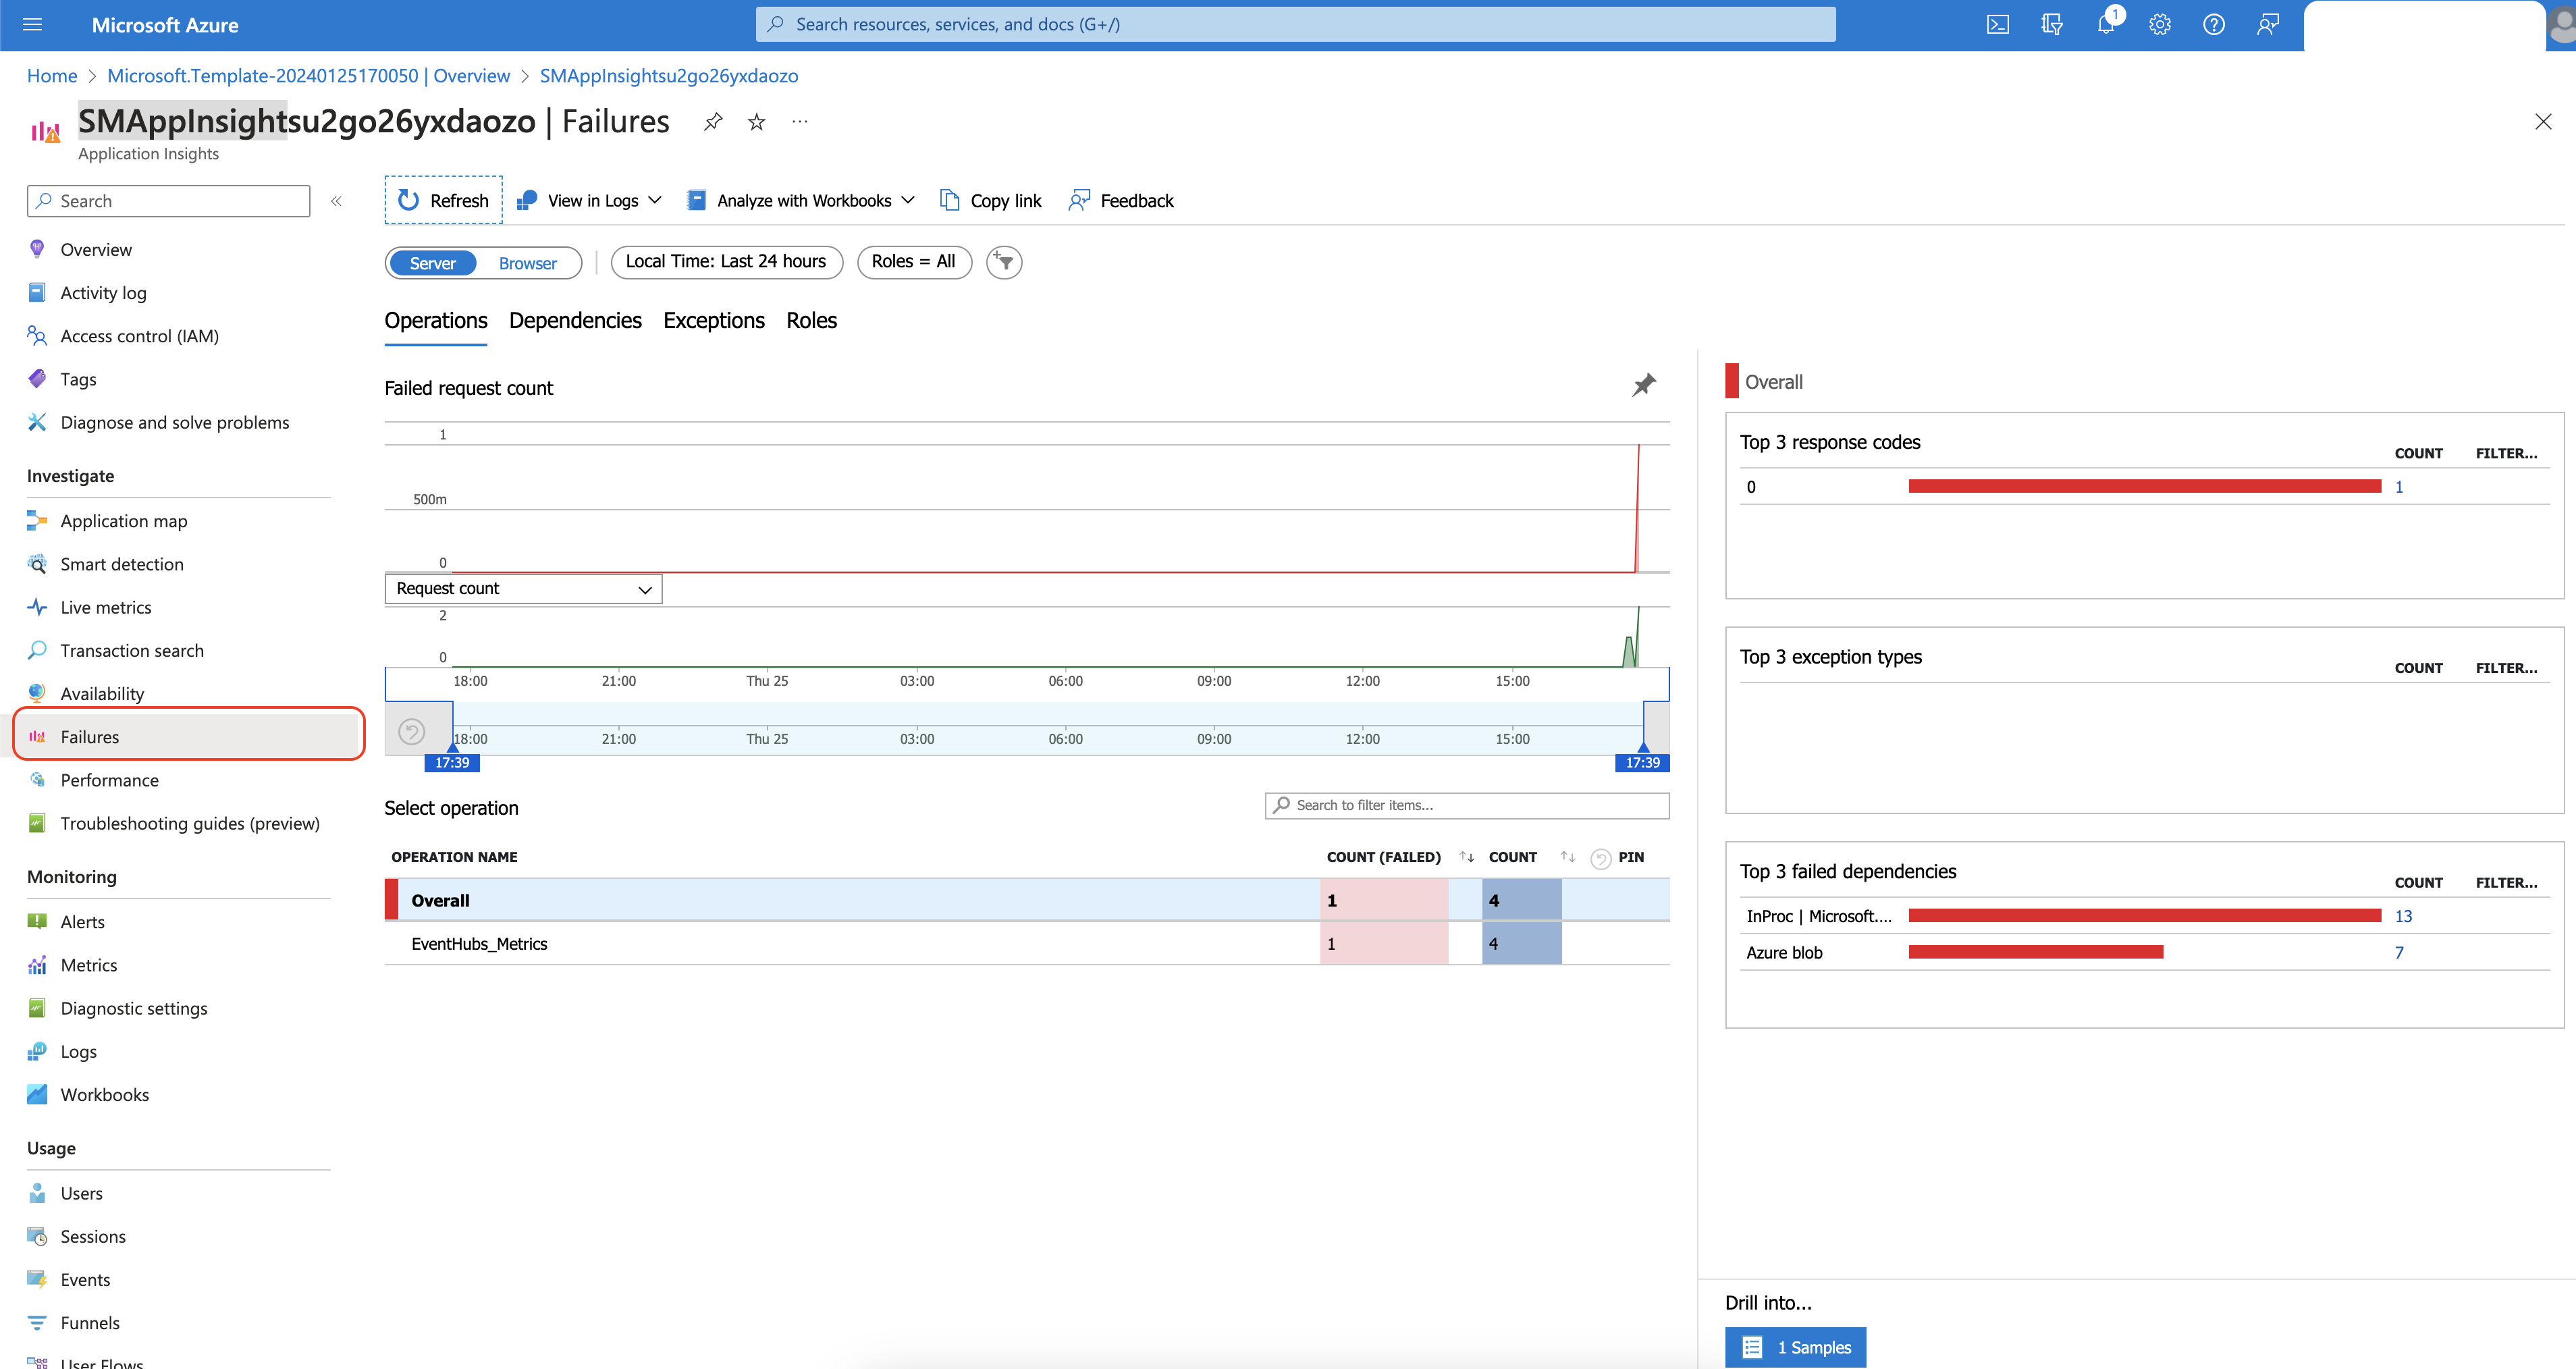 Microsoft Azure
Search resources, services, and docs (G+/)
1
Home > Microsoft.Template-20240125170050 | Overview > SMAppInsightsu2go26yxdaozo
SMAppInsightsu2go26yxdaozo | Failures
Application Insights
Search
Overview
Activity log
Access control (IAM)
Tags
Diagnose and solve problems
Investigate
Application map
Smart detection
Live metrics
Transaction search
Availability
Failures
Performance
Troubleshooting guides (preview)
Monitoring
Alerts
Metrics
Diagnostic settings
Logs
Workbooks
Usage
Users
Sessions
Events
Funnels
User Flows
Refresh View in Logs Analyze with Workbooks Copy link Feedback
Server Browser Local Time: Last 24 hours Roles = All
Operations Dependencies Exceptions Roles
Failed request count
1
500m
0
Request count
2
0
18:00 21:00 Thu 25 03:00 06:00 09:00 12:00 15:00
18:00 21:00 Thu 25 03:00 06:00 09:00 12:00 15:00
17:39 17:39
Select operation
Search to filter items...
OPERATION NAME COUNT (FAILED) COUNT PIN
Overall 1 4
EventHubs_Metrics 1 4
Overall
Top 3 response codes
COUNT FILTER...
0 1
Top 3 exception types
COUNT FILTER...
Top 3 failed dependencies
COUNT FILTER...
InProc | Microsoft.... 13
Azure blob 7
Drill into...
1 Samples